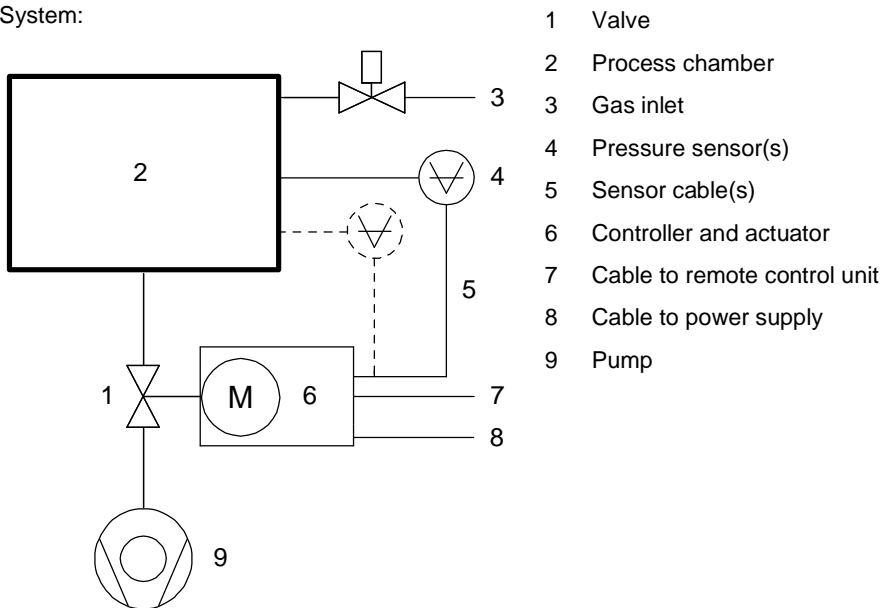 System:
1 Valve
2 Process chamber
3 Gas inlet
4 Pressure sensor(s)
5 Sensor cable(s)
6 Controller and actuator
7 Cable to remote control unit
8 Cable to power supply
9 Pump
3
2
4
5
1
M
6
7
8
9